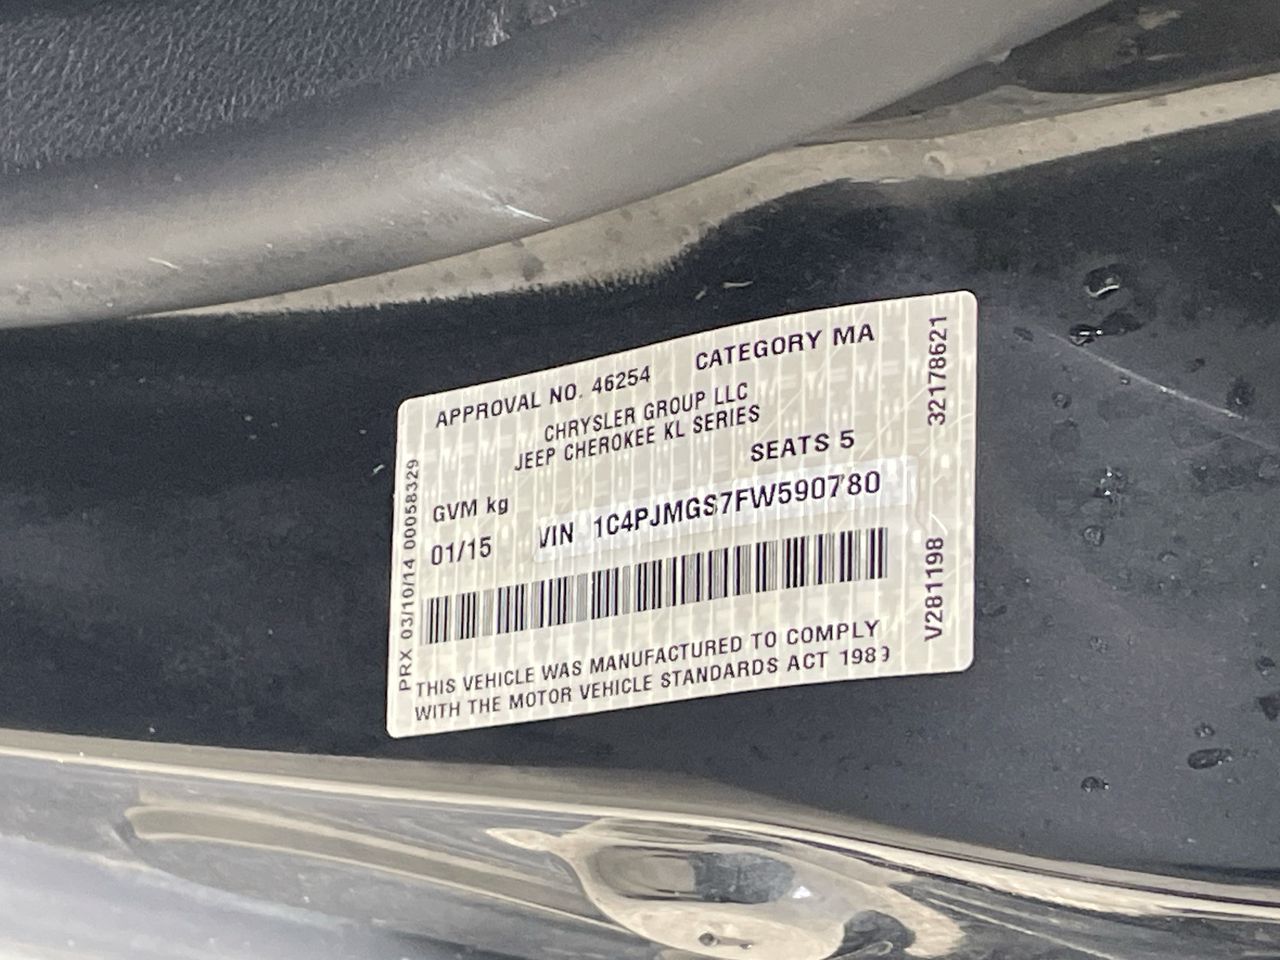 APPROVAL NO. 46254 CATEGORY MA
CHRYSLER GROUP LLC
JEEP CHEROKEE KL SERIES
SEATS 5
GVM kg
01/15 VIN 1C4PJMGS7FW590780
THIS VEHICLE WAS MANUFACTURED TO COMPLY
WITH THE MOTOR VEHICLE STANDARDS ACT 1989
PRX 03/10/14 00058329
32178621
V281198